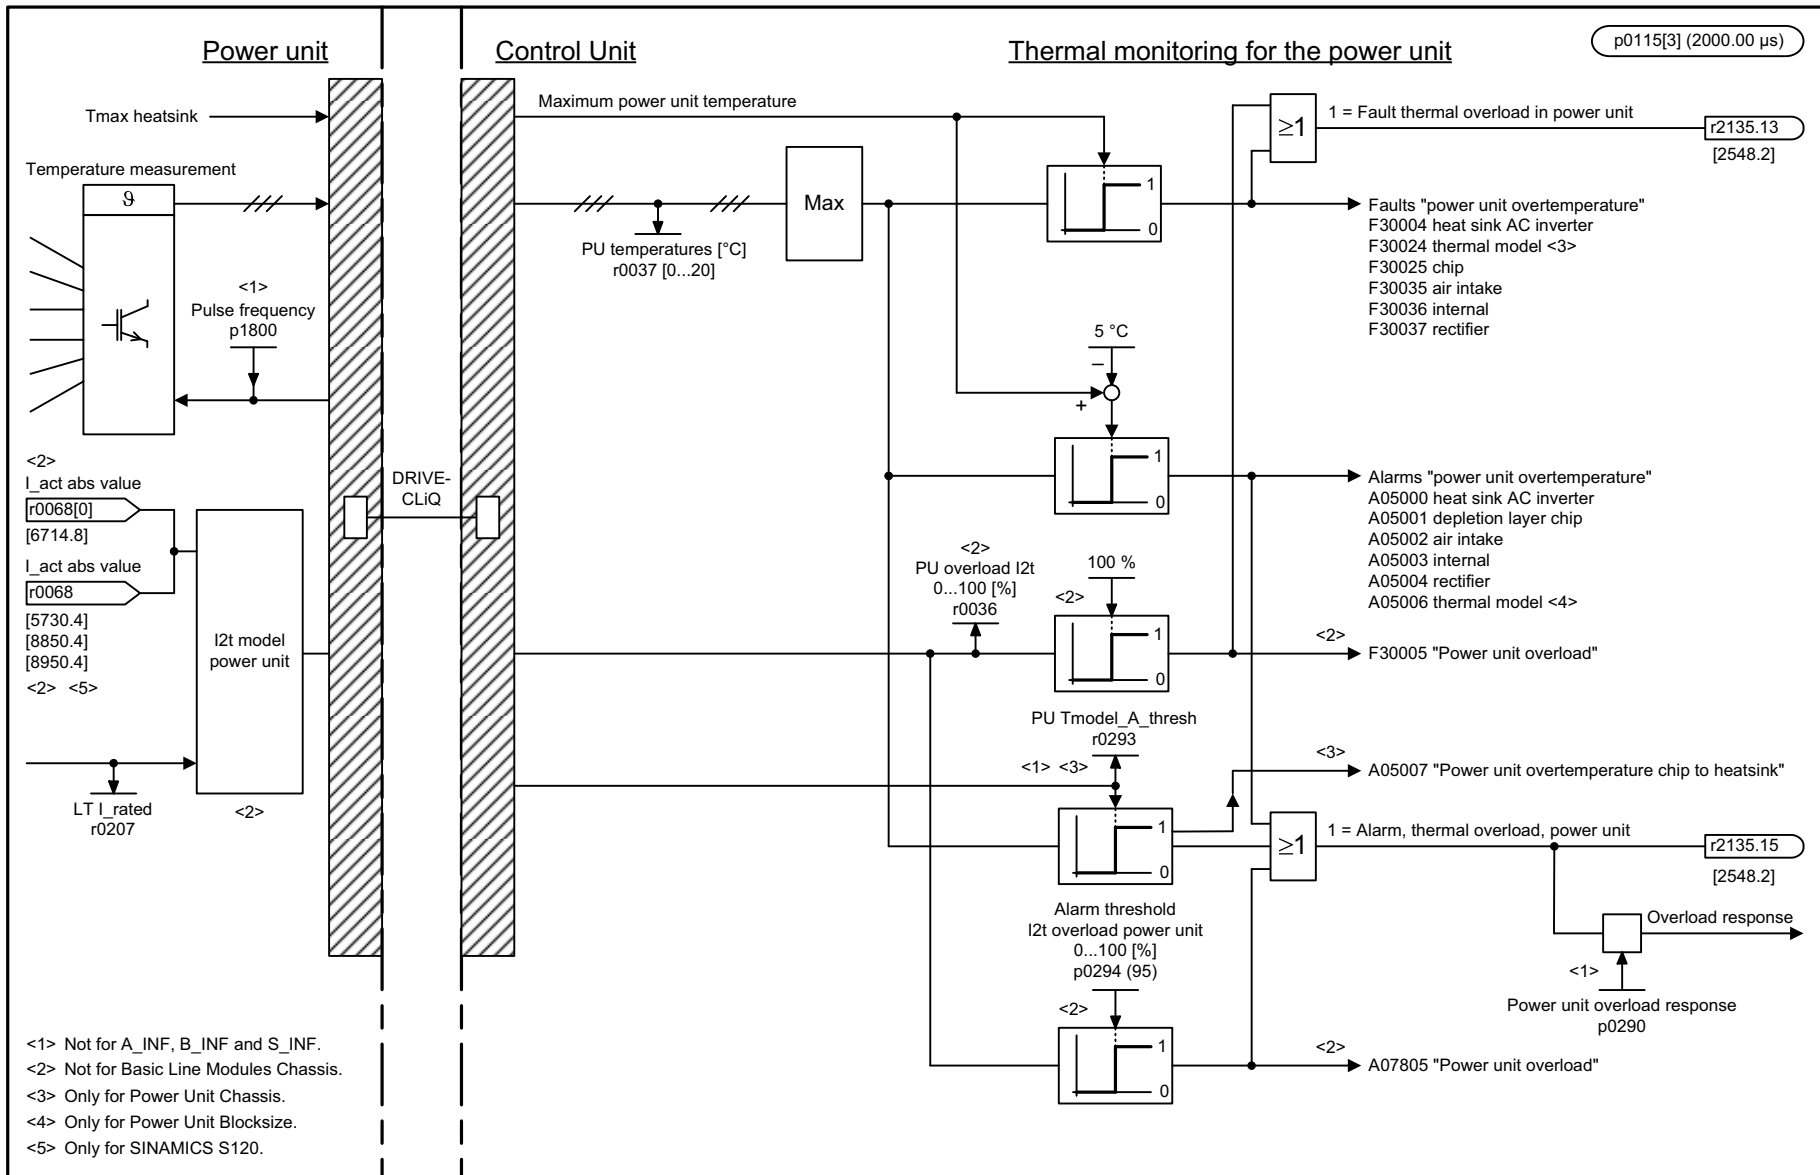 Power unit
Control Unit
Thermal monitoring for the power unit
p0115[3] (2000.00 µs)
Tmax heatsink
Maximum power unit temperature
≥1
1 = Fault thermal overload in power unit
r2135.13
[2548.2]
Temperature measurement
ϑ
Max
1
0
PU temperatures [°C]
r0037 [0...20]
Faults "power unit overtemperature"
F30004 heat sink AC inverter
F30024 thermal model <3>
F30025 chip
F30035 air intake
F30036 internal
F30037 rectifier
<1>
Pulse frequency
p1800
5 °C
–
+
<2>
I_act abs value
r0068[0]
[6714.8]
I_act abs value
r0068
[5730.4]
[8850.4]
[8950.4]
<2> <5>
I2t model
power unit
<2>
LT I_rated
r0207
DRIVE-
CLiQ
1
0
Alarms "power unit overtemperature"
A05000 heat sink AC inverter
A05001 depletion layer chip
A05002 air intake
A05003 internal
A05004 rectifier
A05006 thermal model <4>
<2>
PU overload I2t
0...100 [%]
r0036
100 %
<2>
1
0
<2>
F30005 "Power unit overload"
PU Tmodel_A_thresh
r0293
<1> <3>
<3>
A05007 "Power unit overtemperature chip to heatsink"
1
0
≥1
1 = Alarm, thermal overload, power unit
r2135.15
[2548.2]
Overload response
<1>
Power unit overload response
p0290
Alarm threshold
I2t overload power unit
0...100 [%]
p0294 (95)
<2>
1
0
<2>
A07805 "Power unit overload"
<1> Not for A_INF, B_INF and S_INF.
<2> Not for Basic Line Modules Chassis.
<3> Only for Power Unit Chassis.
<4> Only for Power Unit Blocksize.
<5> Only for SINAMICS S120.